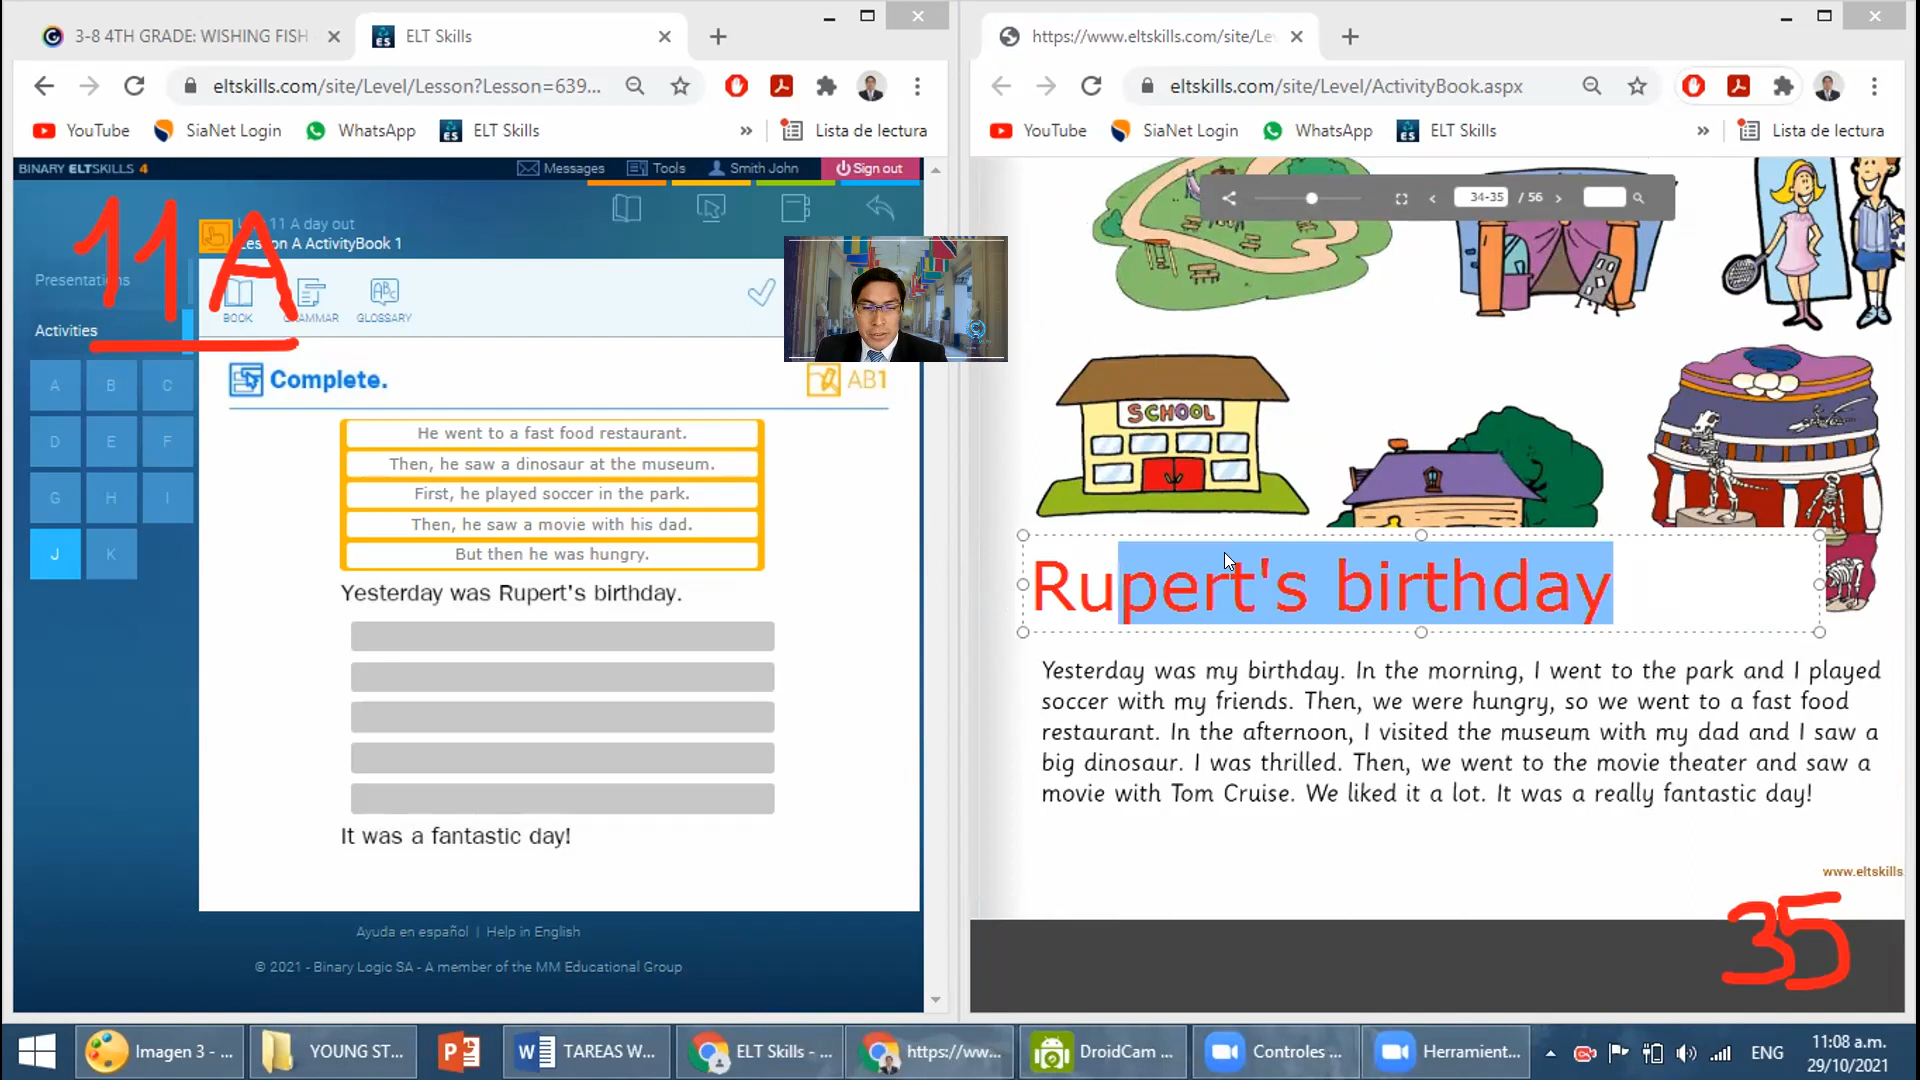 3-8 4TH GRADE: WISHING FISH
ELT Skills
eltskills.com/site/Level/Lesson?Lesson=639...
YouTube SiaNet Login WhatsApp ELT Skills » Lista de lectura
BINARY ELTSKILLS 4
Messages Tools Smith John Sign out
11A
11 A day out
Lesson A ActivityBook 1
Presentations
Activities
BOOK GRAMMAR GLOSSARY
A B C
D E F
G H I
J K
Complete.
AB1
He went to a fast food restaurant.
Then, he saw a dinosaur at the museum.
First, he played soccer in the park.
Then, he saw a movie with his dad.
But then he was hungry.
Yesterday was Rupert's birthday.
It was a fantastic day!
Ayuda en español | Help in English
© 2021 - Binary Logic SA - A member of the MM Educational Group
https://www.eltskills.com/site/Le
eltskills.com/site/Level/ActivityBook.aspx
YouTube SiaNet Login WhatsApp ELT Skills » Lista de lectura
34-35 / 56
SCHOOL
Rupert's birthday
Yesterday was my birthday. In the morning, I went to the park and I played
soccer with my friends. Then, we were hungry, so we went to a fast food
restaurant. In the afternoon, I visited the museum with my dad and I saw a
big dinosaur. I was thrilled. Then, we went to the movie theater and saw a
movie with Tom Cruise. We liked it a lot. It was a really fantastic day!
www.eltskills.
35
Imagen 3 - ... YOUNG ST... TAREAS W... ELT Skills - ... https://ww... DroidCam ... Controles ... Herramient... ENG
11:08 a.m.
29/10/2021